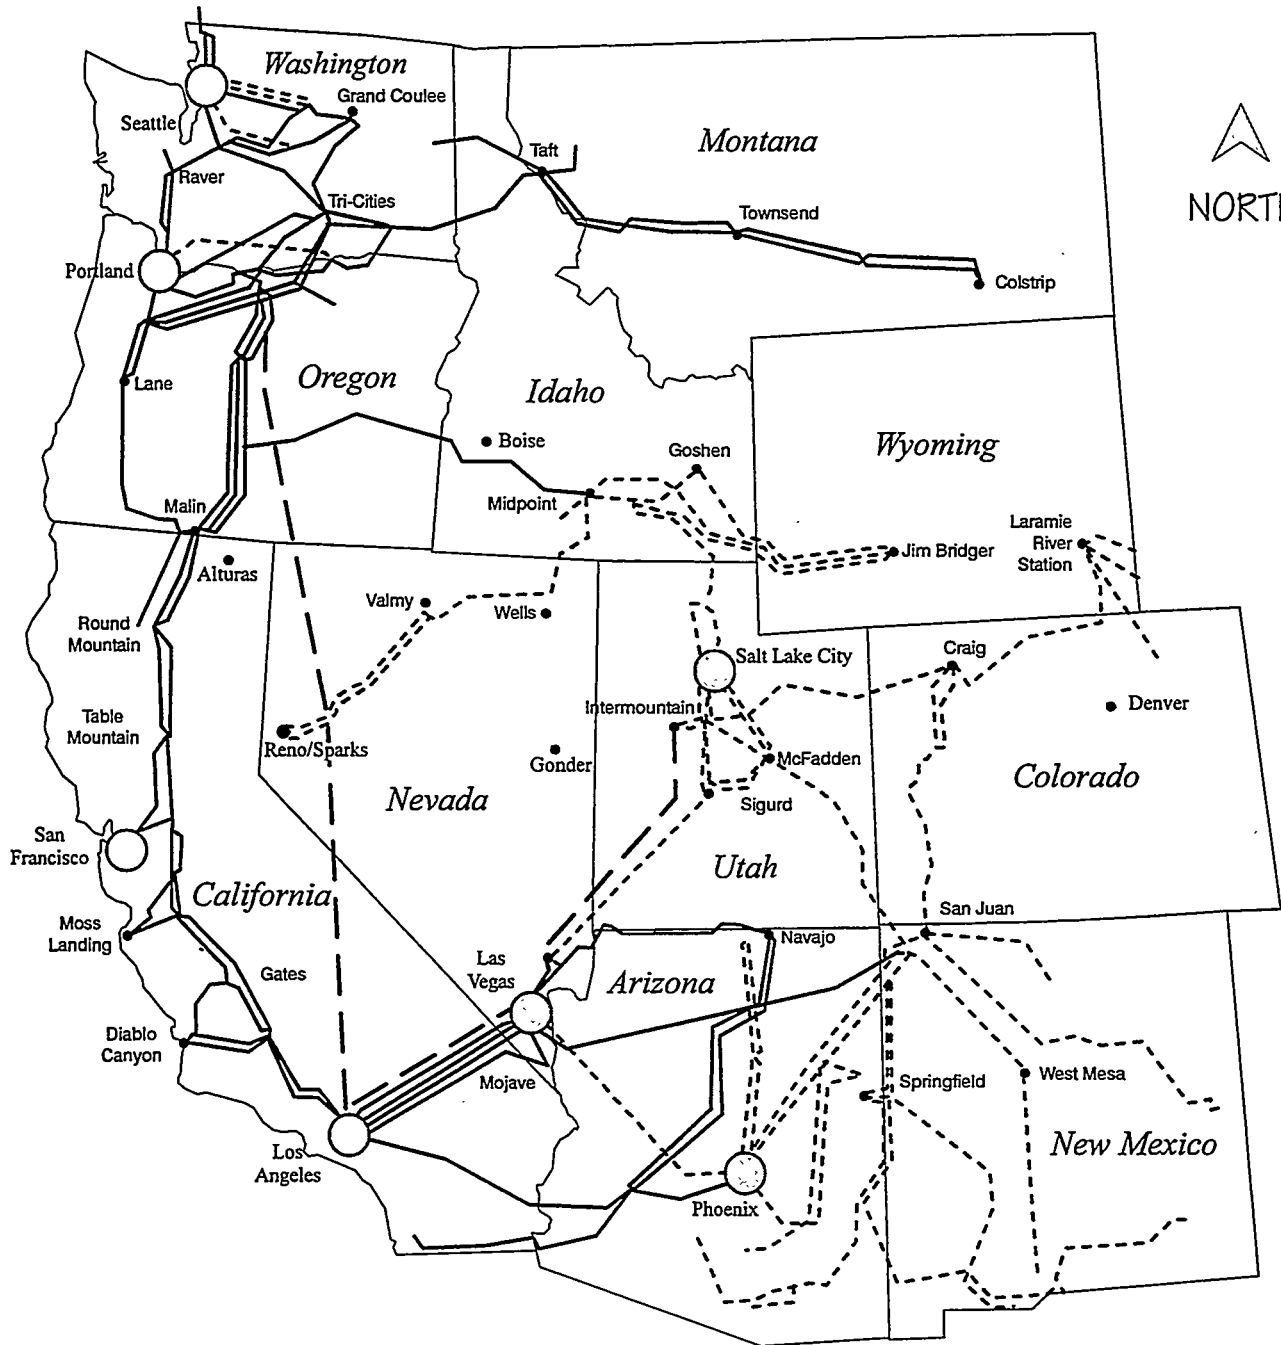 Washington
Grand Coulee
Seattle
Montana
Taft
NORTH
Raver
Tri-Cities
Townsend
Portland
Colstrip
Oregon
Lane
Idaho
Boise
Goshen
Wyoming
Midpoint
Malin
Laramie
River
Station
Jim Bridger
Alturas
Valmy
Wells
Round
Mountain
Salt Lake City
Craig
Intermountain
Denver
Table
Mountain
Reno/Sparks
Gonder
McFadden
Colorado
Nevada
Sigurd
San
Francisco
Utah
California
San Juan
Moss
Landing
Navajo
Las
Vegas
Gates
Arizona
Diablo
Canyon
Mojave
Springfield
West Mesa
New Mexico
Los
Angeles
Phoenix